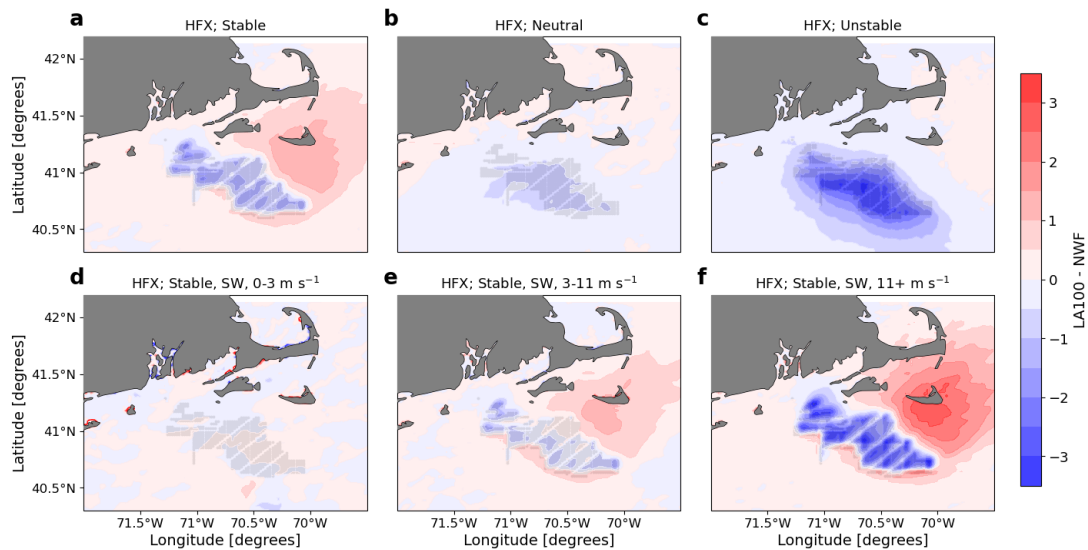 a HFX; Stable
b HFX; Neutral
c HFX; Unstable
42°N
41.5°N
41°N
40.5°N
Latitude [degrees]
d HFX; Stable, SW, 0-3 m s⁻¹
e HFX; Stable, SW, 3-11 m s⁻¹
f HFX; Stable, SW, 11+ m s⁻¹
42°N
41.5°N
41°N
40.5°N
Latitude [degrees]
71.5°W 71°W 70.5°W 70°W
71.5°W 71°W 70.5°W 70°W
71.5°W 71°W 70.5°W 70°W
Longitude [degrees]
Longitude [degrees]
Longitude [degrees]
3
2
1
0
−1
−2
−3
LA100 - NWF